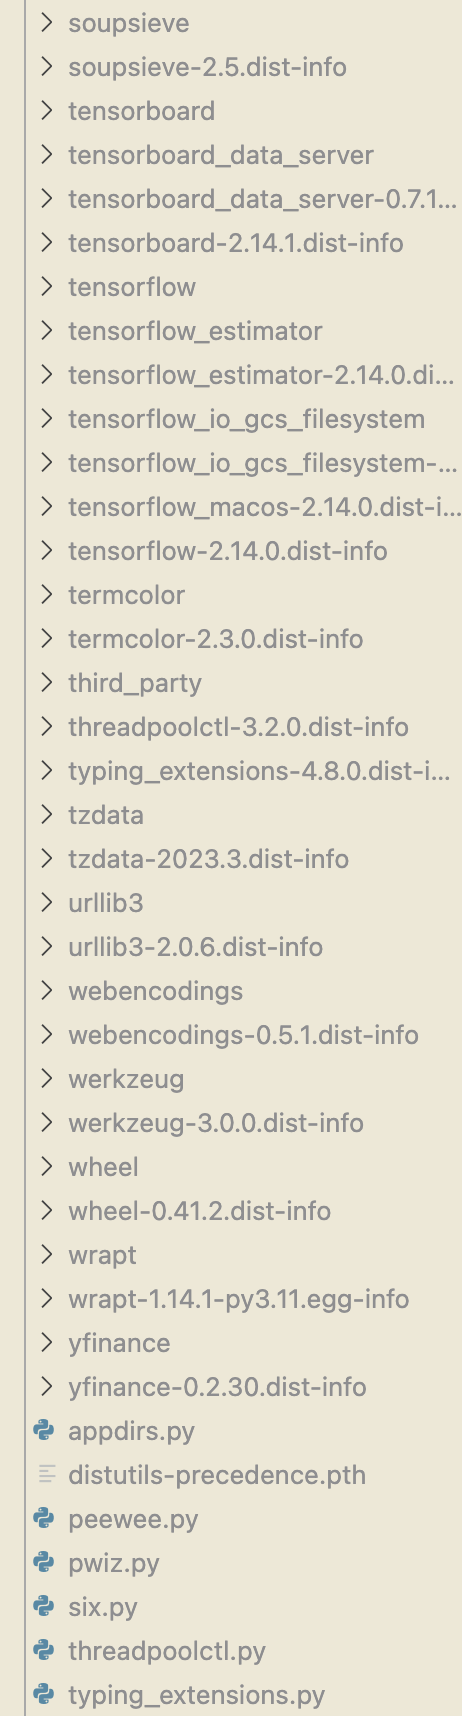 soupsieve
soupsieve-2.5.dist-info
tensorboard
tensorboard_data_server
tensorboard_data_server-0.7.1...
tensorboard-2.14.1.dist-info
tensorflow
tensorflow_estimator
tensorflow_estimator-2.14.0.di...
tensorflow_io_gcs_filesystem
tensorflow_io_gcs_filesystem-...
tensorflow_macos-2.14.0.dist-i...
tensorflow-2.14.0.dist-info
termcolor
termcolor-2.3.0.dist-info
third_party
threadpoolctl-3.2.0.dist-info
typing_extensions-4.8.0.dist-i...
tzdata
tzdata-2023.3.dist-info
urllib3
urllib3-2.0.6.dist-info
webencodings
webencodings-0.5.1.dist-info
werkzeug
werkzeug-3.0.0.dist-info
wheel
wheel-0.41.2.dist-info
wrapt
wrapt-1.14.1-py3.11.egg-info
yfinance
yfinance-0.2.30.dist-info
appdirs.py
distutils-precedence.pth
peewee.py
pwiz.py
six.py
threadpoolctl.py
typing_extensions.py